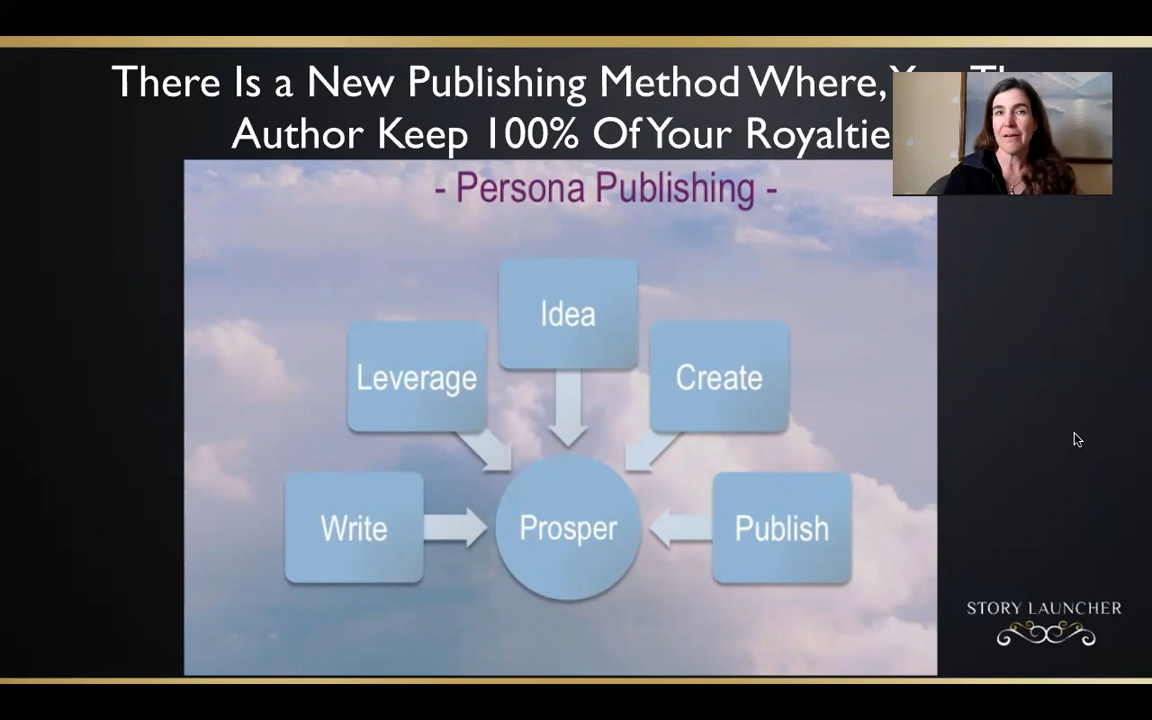 There Is a New Publishing Method Where,
Author Keep 100% Of Your Royaltie
- Persona Publishing -
Idea
Leverage
Create
Write
Prosper
Publish
STORY LAUNCHER